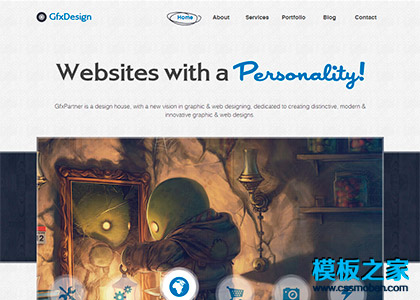 GfxDesign
Home About Services Portfolio Blog Contact
Websites with a Personality!
GfxPartner is a design house, with a new vision in graphic & web designing, dedicated to creating distinctive, modern &
innovative graphic & web designs.
模板之家
www.cssmoban.com